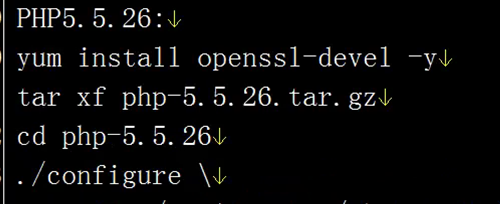 PHP5.5.26:↓
yum install openssl-devel -y↓
tar xf php-5.5.26.tar.gz↓
cd php-5.5.26↓
./configure \↓